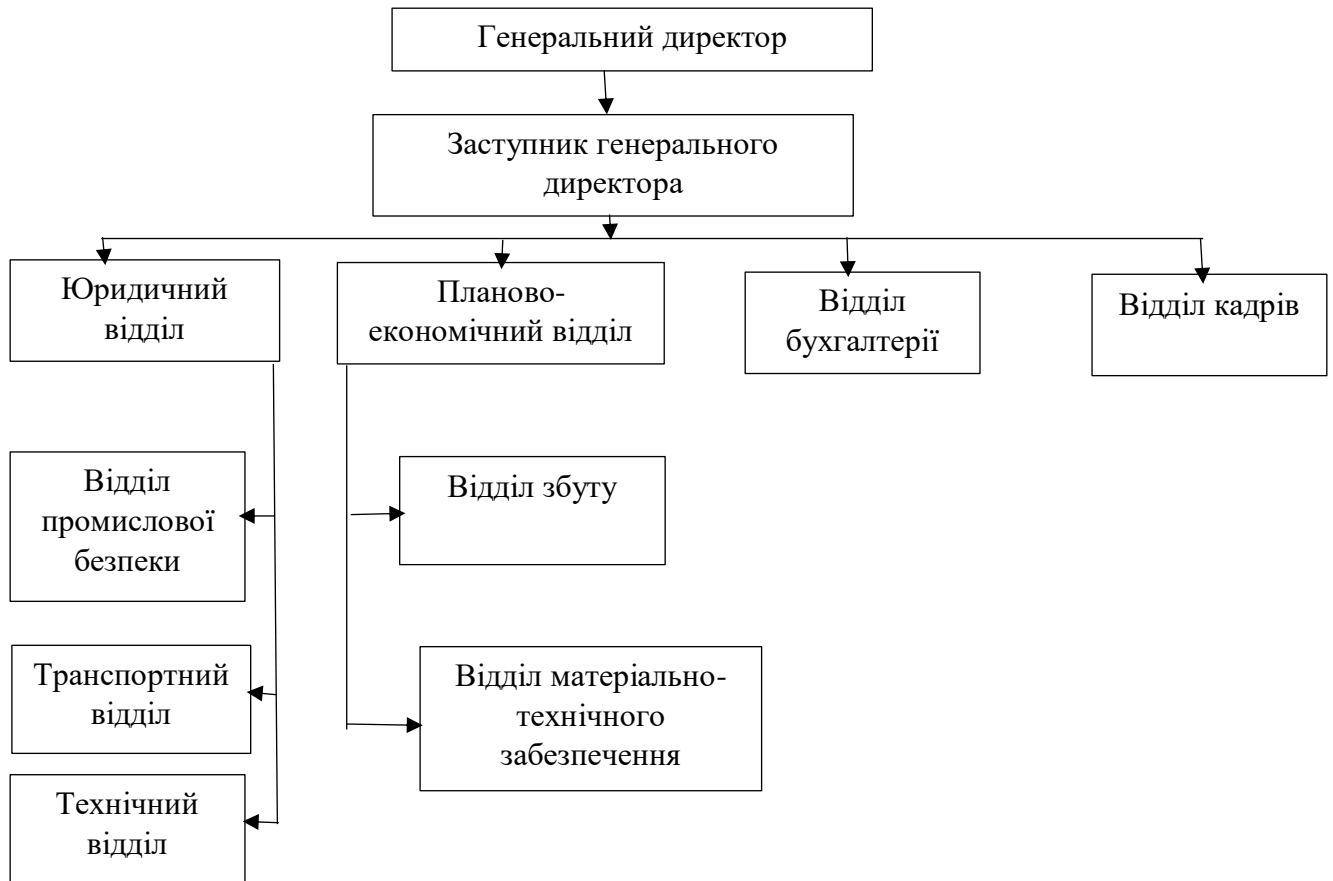 Генеральний директор
Заступник генерального
директора
Юридичний
відділ
Планово-
економічний відділ
Відділ
бухгалтерії
Відділ кадрів
Відділ
промислової
безпеки
Відділ збуту
Транспортний
відділ
Відділ матеріально-
технічного
забезпечення
Технічний
відділ